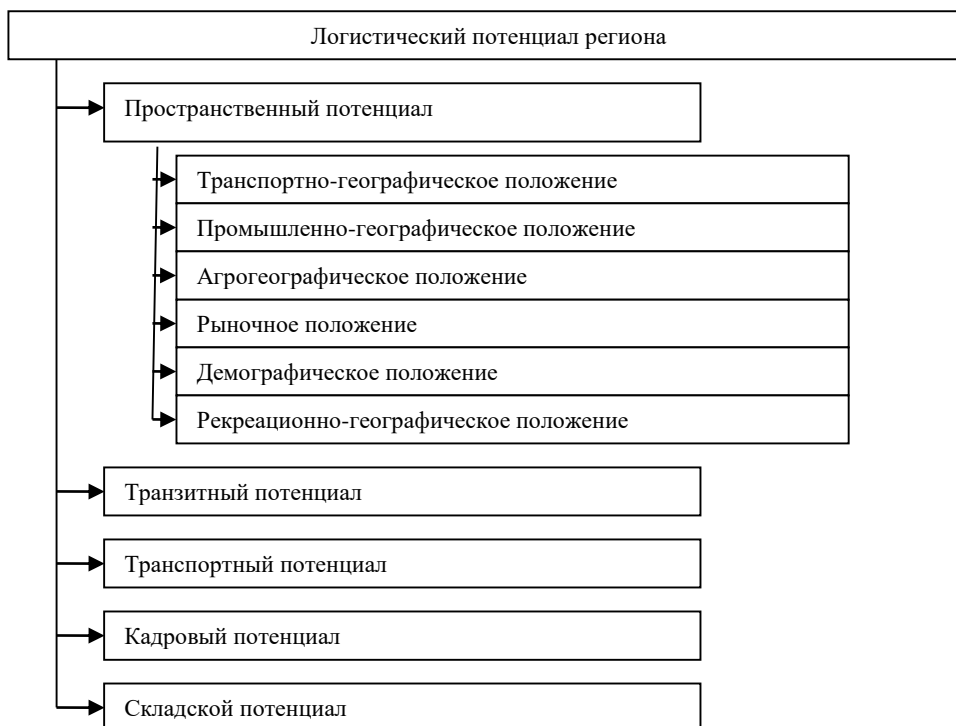 Логистический потенциал региона
Пространственный потенциал
Транспортно-географическое положение
Промышленно-географическое положение
Агрогеографическое положение
Рыночное положение
Демографическое положение
Рекреационно-географическое положение
Транзитный потенциал
Транспортный потенциал
Кадровый потенциал
Складской потенциал